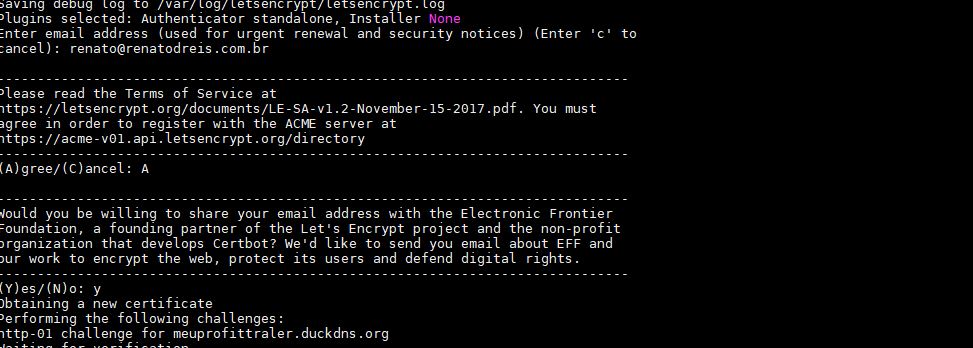 Saving debug log to /var/log/letsencrypt/letsencrypt.log
Plugins selected: Authenticator standalone, Installer None
Enter email address (used for urgent renewal and security notices) (Enter 'c' to
cancel): renato@renatodreis.com.br
-------------------------------------------------------------------------------
Please read the Terms of Service at
https://letsencrypt.org/documents/LE-SA-v1.2-November-15-2017.pdf. You must
agree in order to register with the ACME server at
https://acme-v01.api.letsencrypt.org/directory
-------------------------------------------------------------------------------
(A)gree/(C)ancel: A
-------------------------------------------------------------------------------
Would you be willing to share your email address with the Electronic Frontier
Foundation, a founding partner of the Let's Encrypt project and the non-profit
organization that develops Certbot? We'd like to send you email about EFF and
our work to encrypt the web, protect its users and defend digital rights.
-------------------------------------------------------------------------------
(Y)es/(N)o: y
Obtaining a new certificate
Performing the following challenges:
http-01 challenge for meuprofittraler.duckdns.org
Waiting for verification